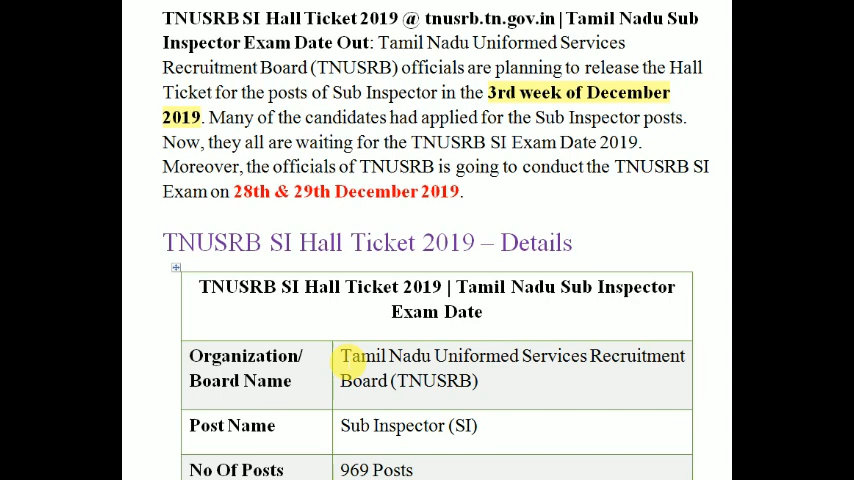 TNUSRB SI Hall Ticket 2019 @ tnusrb.tn.gov.in | Tamil Nadu Sub
Inspector Exam Date Out: Tamil Nadu Uniformed Services
Recruitment Board (TNUSRB) officials are planning to release the Hall
Ticket for the posts of Sub Inspector in the 3rd week of December
2019. Many of the candidates had applied for the Sub Inspector posts.
Now, they all are waiting for the TNUSRB SI Exam Date 2019.
Moreover, the officials of TNUSRB is going to conduct the TNUSRB SI
Exam on 28th & 29th December 2019.
TNUSRB SI Hall Ticket 2019 – Details
TNUSRB SI Hall Ticket 2019 | Tamil Nadu Sub Inspector
Exam Date
Organization/ Tamil Nadu Uniformed Services Recruitment
Board Name Board (TNUSRB)
Post Name Sub Inspector (SI)
No Of Posts 969 Posts